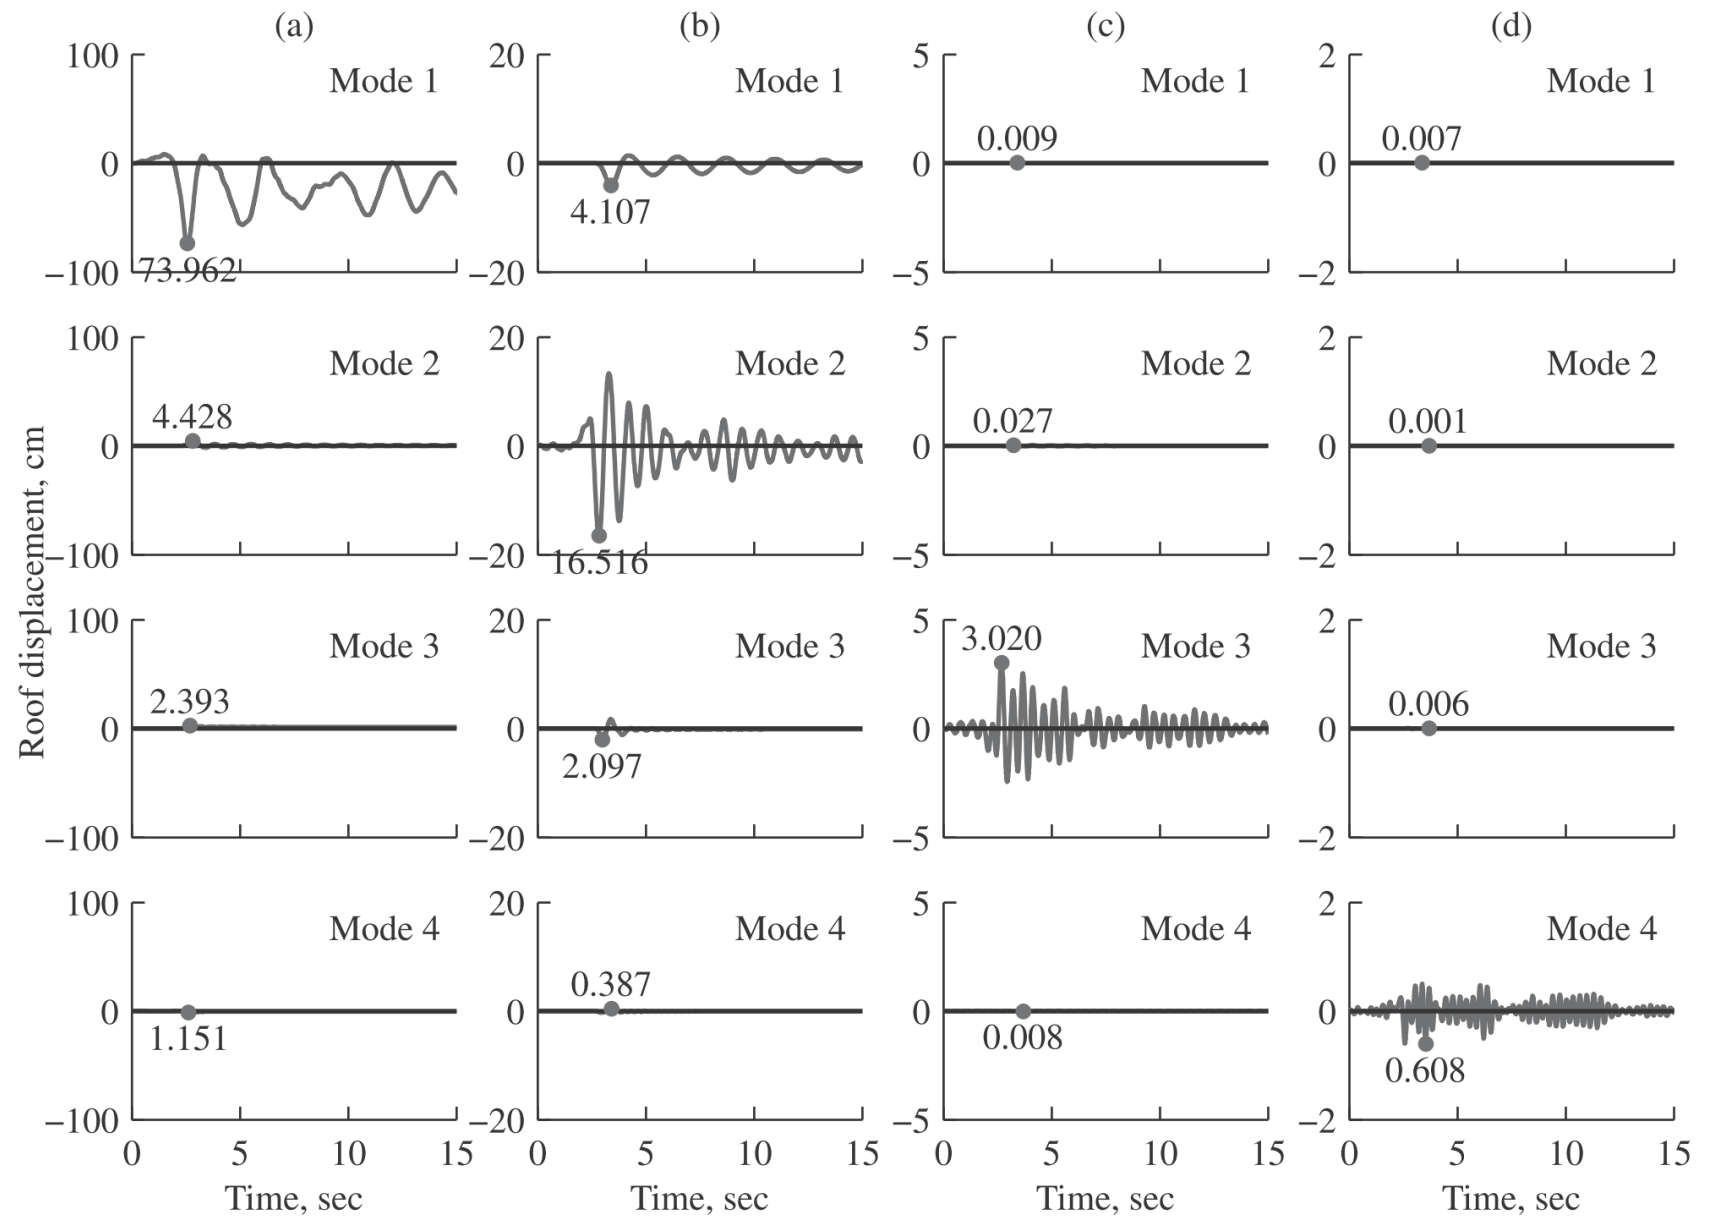 (a) (b) (c) (d)
100 20 5 2
Mode 1 Mode 1 Mode 1 Mode 1
0.009 0.007
0 0 0 0
4.107
73.962
−100 −20 −5 −2
100 20 5 2
Mode 2 Mode 2 Mode 2 Mode 2
4.428 0.027 0.001
0 0 0 0
−100 −20 −5 −2
16.516
Roof displacement, cm
100 20 5 2
Mode 3 Mode 3 3.020 Mode 3 Mode 3
2.393 0.006
0 0 0 0
2.097
−100 −20 −5 −2
100 20 5 2
Mode 4 Mode 4 Mode 4 Mode 4
0.387
0 0 0 0
1.151 0.008
0.608
−100 −20 −5 −2
0 5 10 15 0 5 10 15 0 5 10 15 0 5 10 15
Time, sec Time, sec Time, sec Time, sec